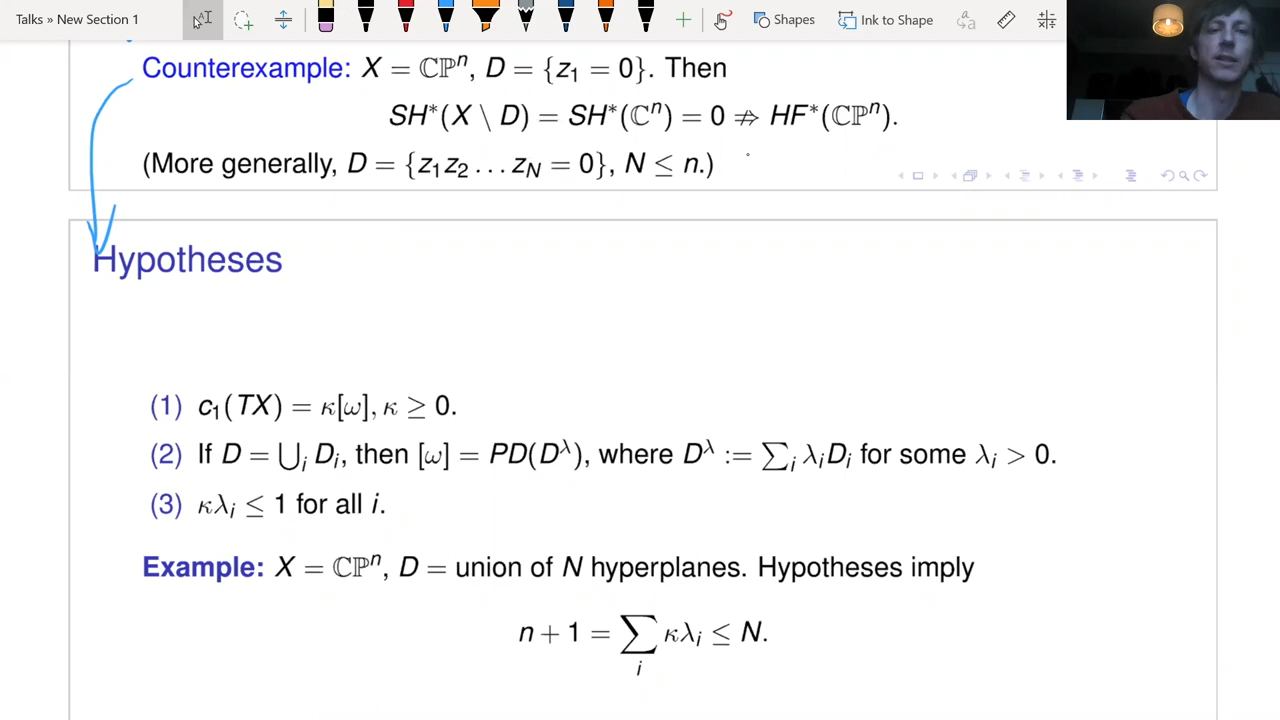 Talks » New Section 1
Shapes
Ink to Shape
Counterexample: X = ℂℙⁿ, D = {z₁ = 0}. Then
SH*(X \ D) = SH*(ℂⁿ) = 0 ⇏ HF*(ℂℙⁿ).
(More generally, D = {z₁z₂ … z_N = 0}, N ≤ n.)
Hypotheses
(1) c₁(TX) = κ[ω], κ ≥ 0.
(2) If D = ⋃ᵢ Dᵢ, then [ω] = PD(D^λ), where D^λ := ∑ᵢ λᵢDᵢ for some λᵢ > 0.
(3) κλᵢ ≤ 1 for all i.
Example: X = ℂℙⁿ, D = union of N hyperplanes. Hypotheses imply
n + 1 = ∑ᵢ κλᵢ ≤ N.